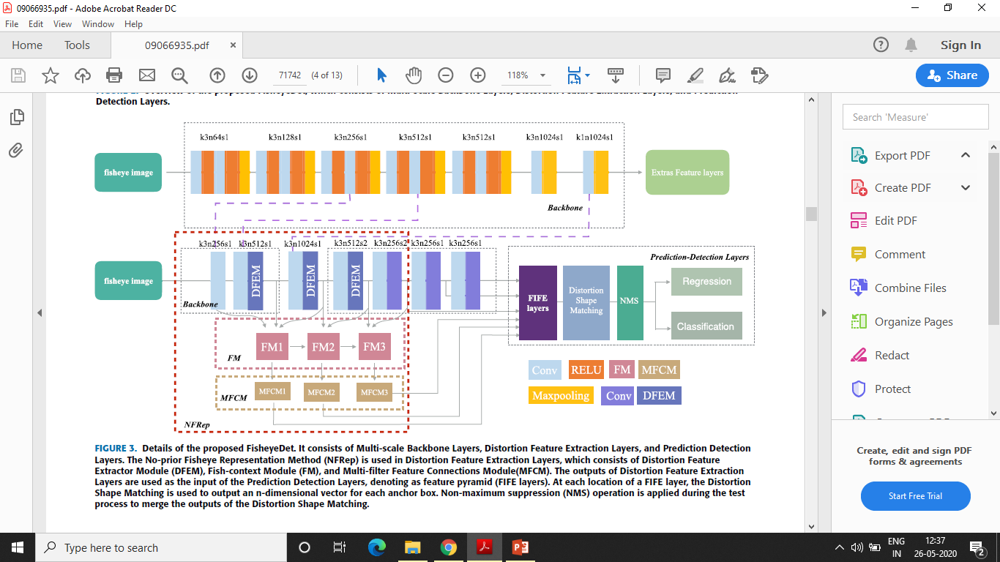 09066935.pdf - Adobe Acrobat Reader DC
File Edit View Window Help
Home Tools 09066935.pdf × Sign In
71742 (4 of 13) 118% Share
Detection Layers.
k3n64s1 k3n128s1 k3n256s1 k3n512s1 k3n512s1 k3n1024s1 k1n1024s1
fisheye image
Extras Feature layers
Backbone
k3n256s1 k3n512s1 k3n1024s1 k3n512s2 k3n256s2 k3n256s1 k3n256s1
fisheye image
DFEM DFEM DFEM
Backbone
FM1 FM2 FM3
FM
MFCM1 MFCM2 MFCM3
MFCM
NFRep
Prediction-Detection Layers
FIFE
layers
Distortion
Shape
Matching
NMS
Regression
Classification
Conv RELU FM MFCM
Maxpooling Conv DFEM
FIGURE 3. Details of the proposed FisheyeDet. It consists of Multi-scale Backbone Layers, Distortion Feature Extraction Layers, and Prediction Detection
Layers. The No-prior Fisheye Representation Method (NFRep) is used in Distortion Feature Extraction Layers, which consists of Distortion Feature
Extractor Module (DFEM), Fish-context Module (FM), and Multi-filter Feature Connections Module(MFCM). The outputs of Distortion Feature Extraction
Layers are used as the input of the Prediction Detection Layers, denoting as feature pyramid (FIFE layers). At each location of a FIFE layer, the Distortion
Shape Matching is used to output an n-dimensional vector for each anchor box. Non-maximum suppression (NMS) operation is applied during the test
process to merge the outputs of the Distortion Shape Matching.
Search 'Measure'
Export PDF
Create PDF
Edit PDF
Comment
Combine Files
Organize Pages
Redact
Protect
Create, edit and sign PDF
forms & agreements
Start Free Trial
Type here to search
ENG
IN
12:37
26-05-2020
2